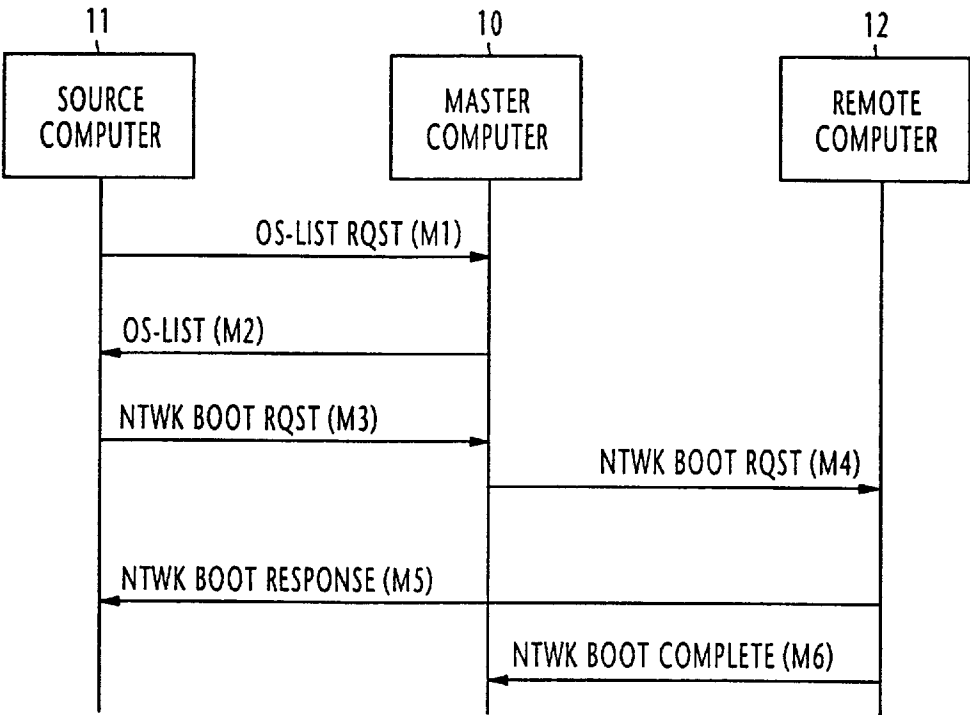 11
10
12
SOURCE
COMPUTER
MASTER
COMPUTER
REMOTE
COMPUTER
OS-LIST RQST (M1)
OS-LIST (M2)
NTWK BOOT RQST (M3)
NTWK BOOT RQST (M4)
NTWK BOOT RESPONSE (M5)
NTWK BOOT COMPLETE (M6)